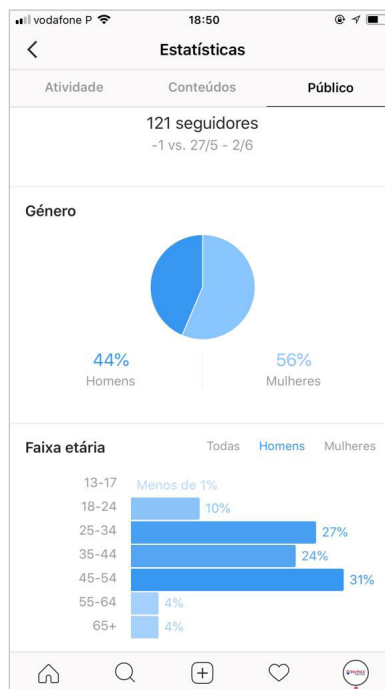 vodafone P 18:50
Estatísticas
Atividade Conteúdos Público
121 seguidores
-1 vs. 27/5 - 2/6
Género
44% 56%
Homens Mulheres
Faixa etária Todas Homens Mulheres
13-17 Menos de 1%
18-24 10%
25-34 27%
35-44 24%
45-54 31%
55-64 4%
65+ 4%